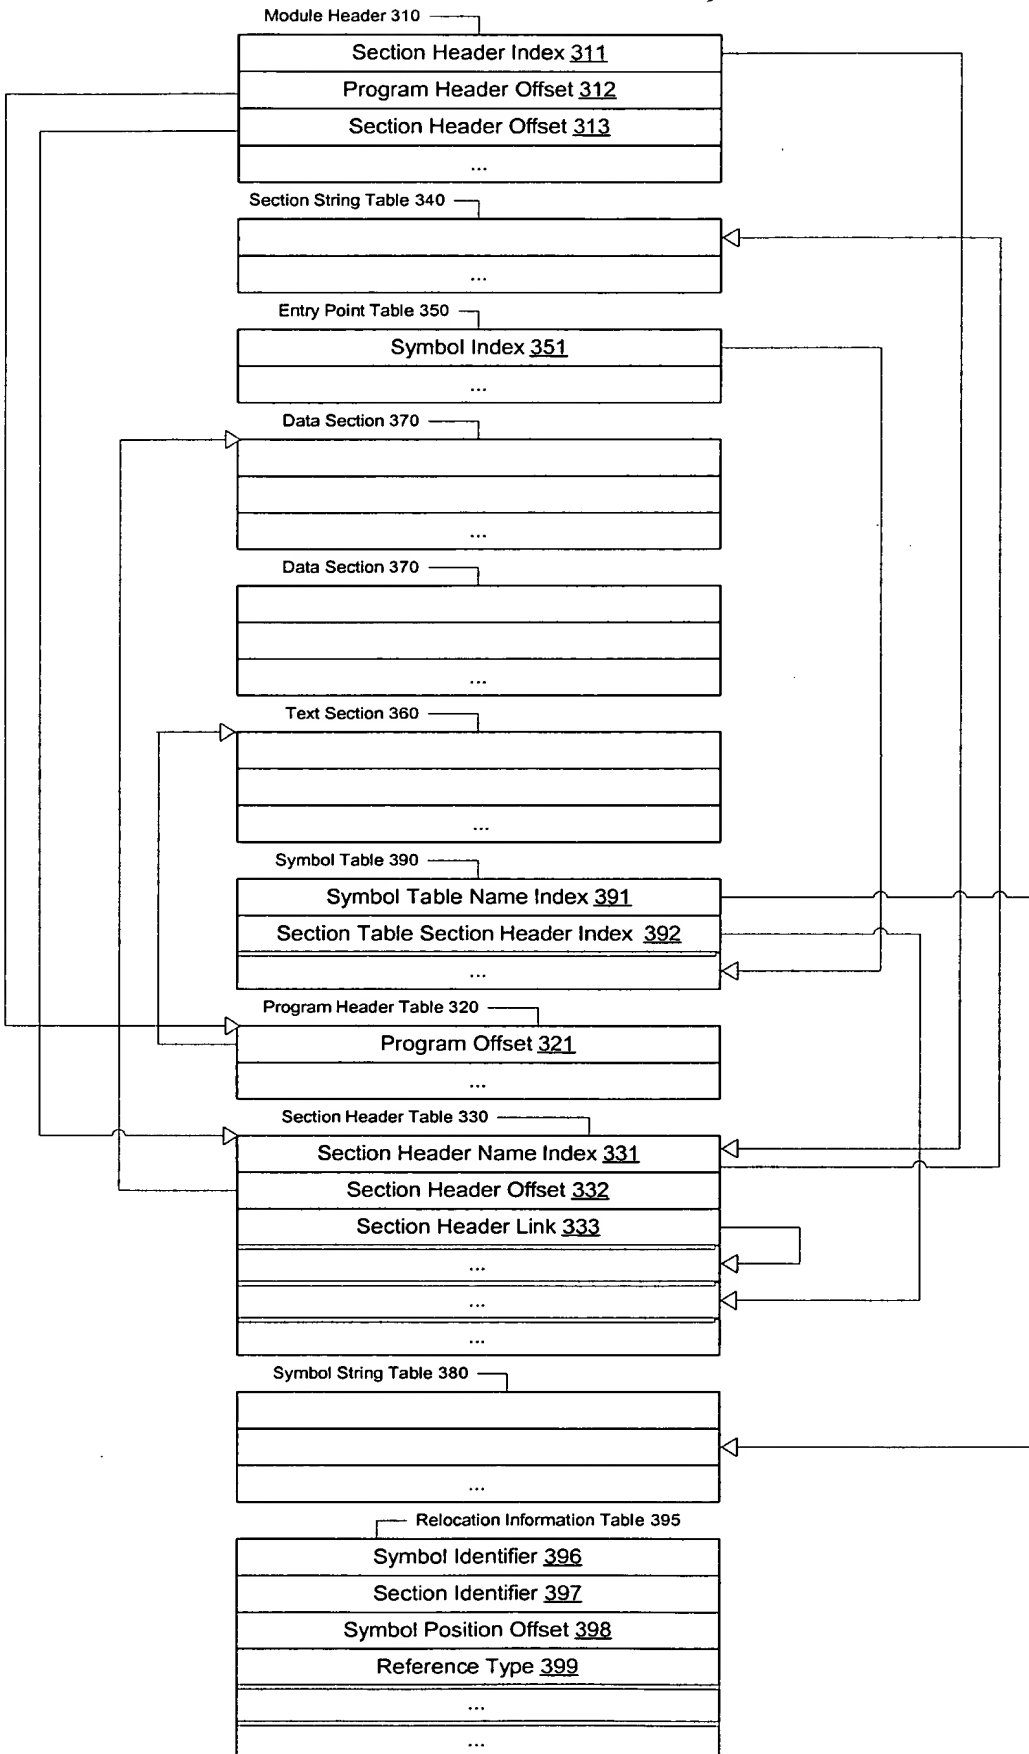 Module Header 310
Section Header Index 311
Program Header Offset 312
Section Header Offset 313
...
Section String Table 340
...
Entry Point Table 350
Symbol Index 351
...
Data Section 370
...
Data Section 370
...
Text Section 360
...
Symbol Table 390
Symbol Table Name Index 391
Section Table Section Header Index 392
...
Program Header Table 320
Program Offset 321
...
Section Header Table 330
Section Header Name Index 331
Section Header Offset 332
Section Header Link 333
...
...
...
Symbol String Table 380
...
Relocation Information Table 395
Symbol Identifier 396
Section Identifier 397
Symbol Position Offset 398
Reference Type 399
...
...